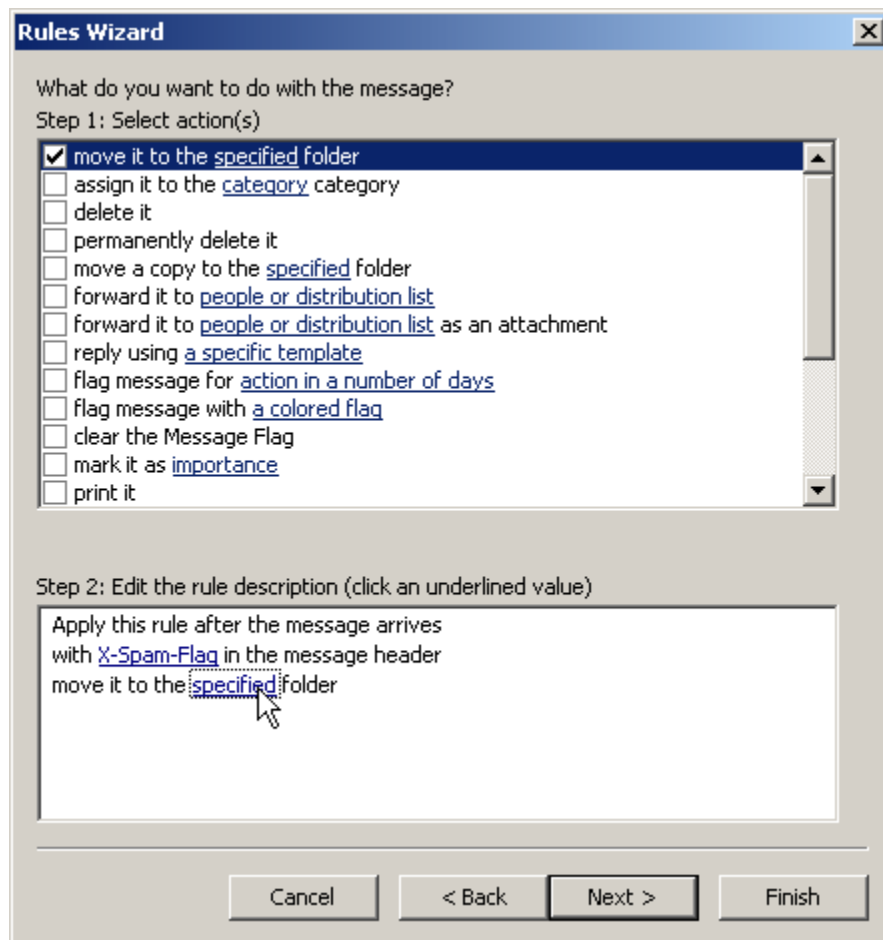 Rules Wizard
What do you want to do with the message?
Step 1: Select action(s)
move it to the specified folder
assign it to the category category
delete it
permanently delete it
move a copy to the specified folder
forward it to people or distribution list
forward it to people or distribution list as an attachment
reply using a specific template
flag message for action in a number of days
flag message with a colored flag
clear the Message Flag
mark it as importance
print it
Step 2: Edit the rule description (click an underlined value)
Apply this rule after the message arrives
with X-Spam-Flag in the message header
move it to the specified folder
Cancel
< Back
Next >
Finish